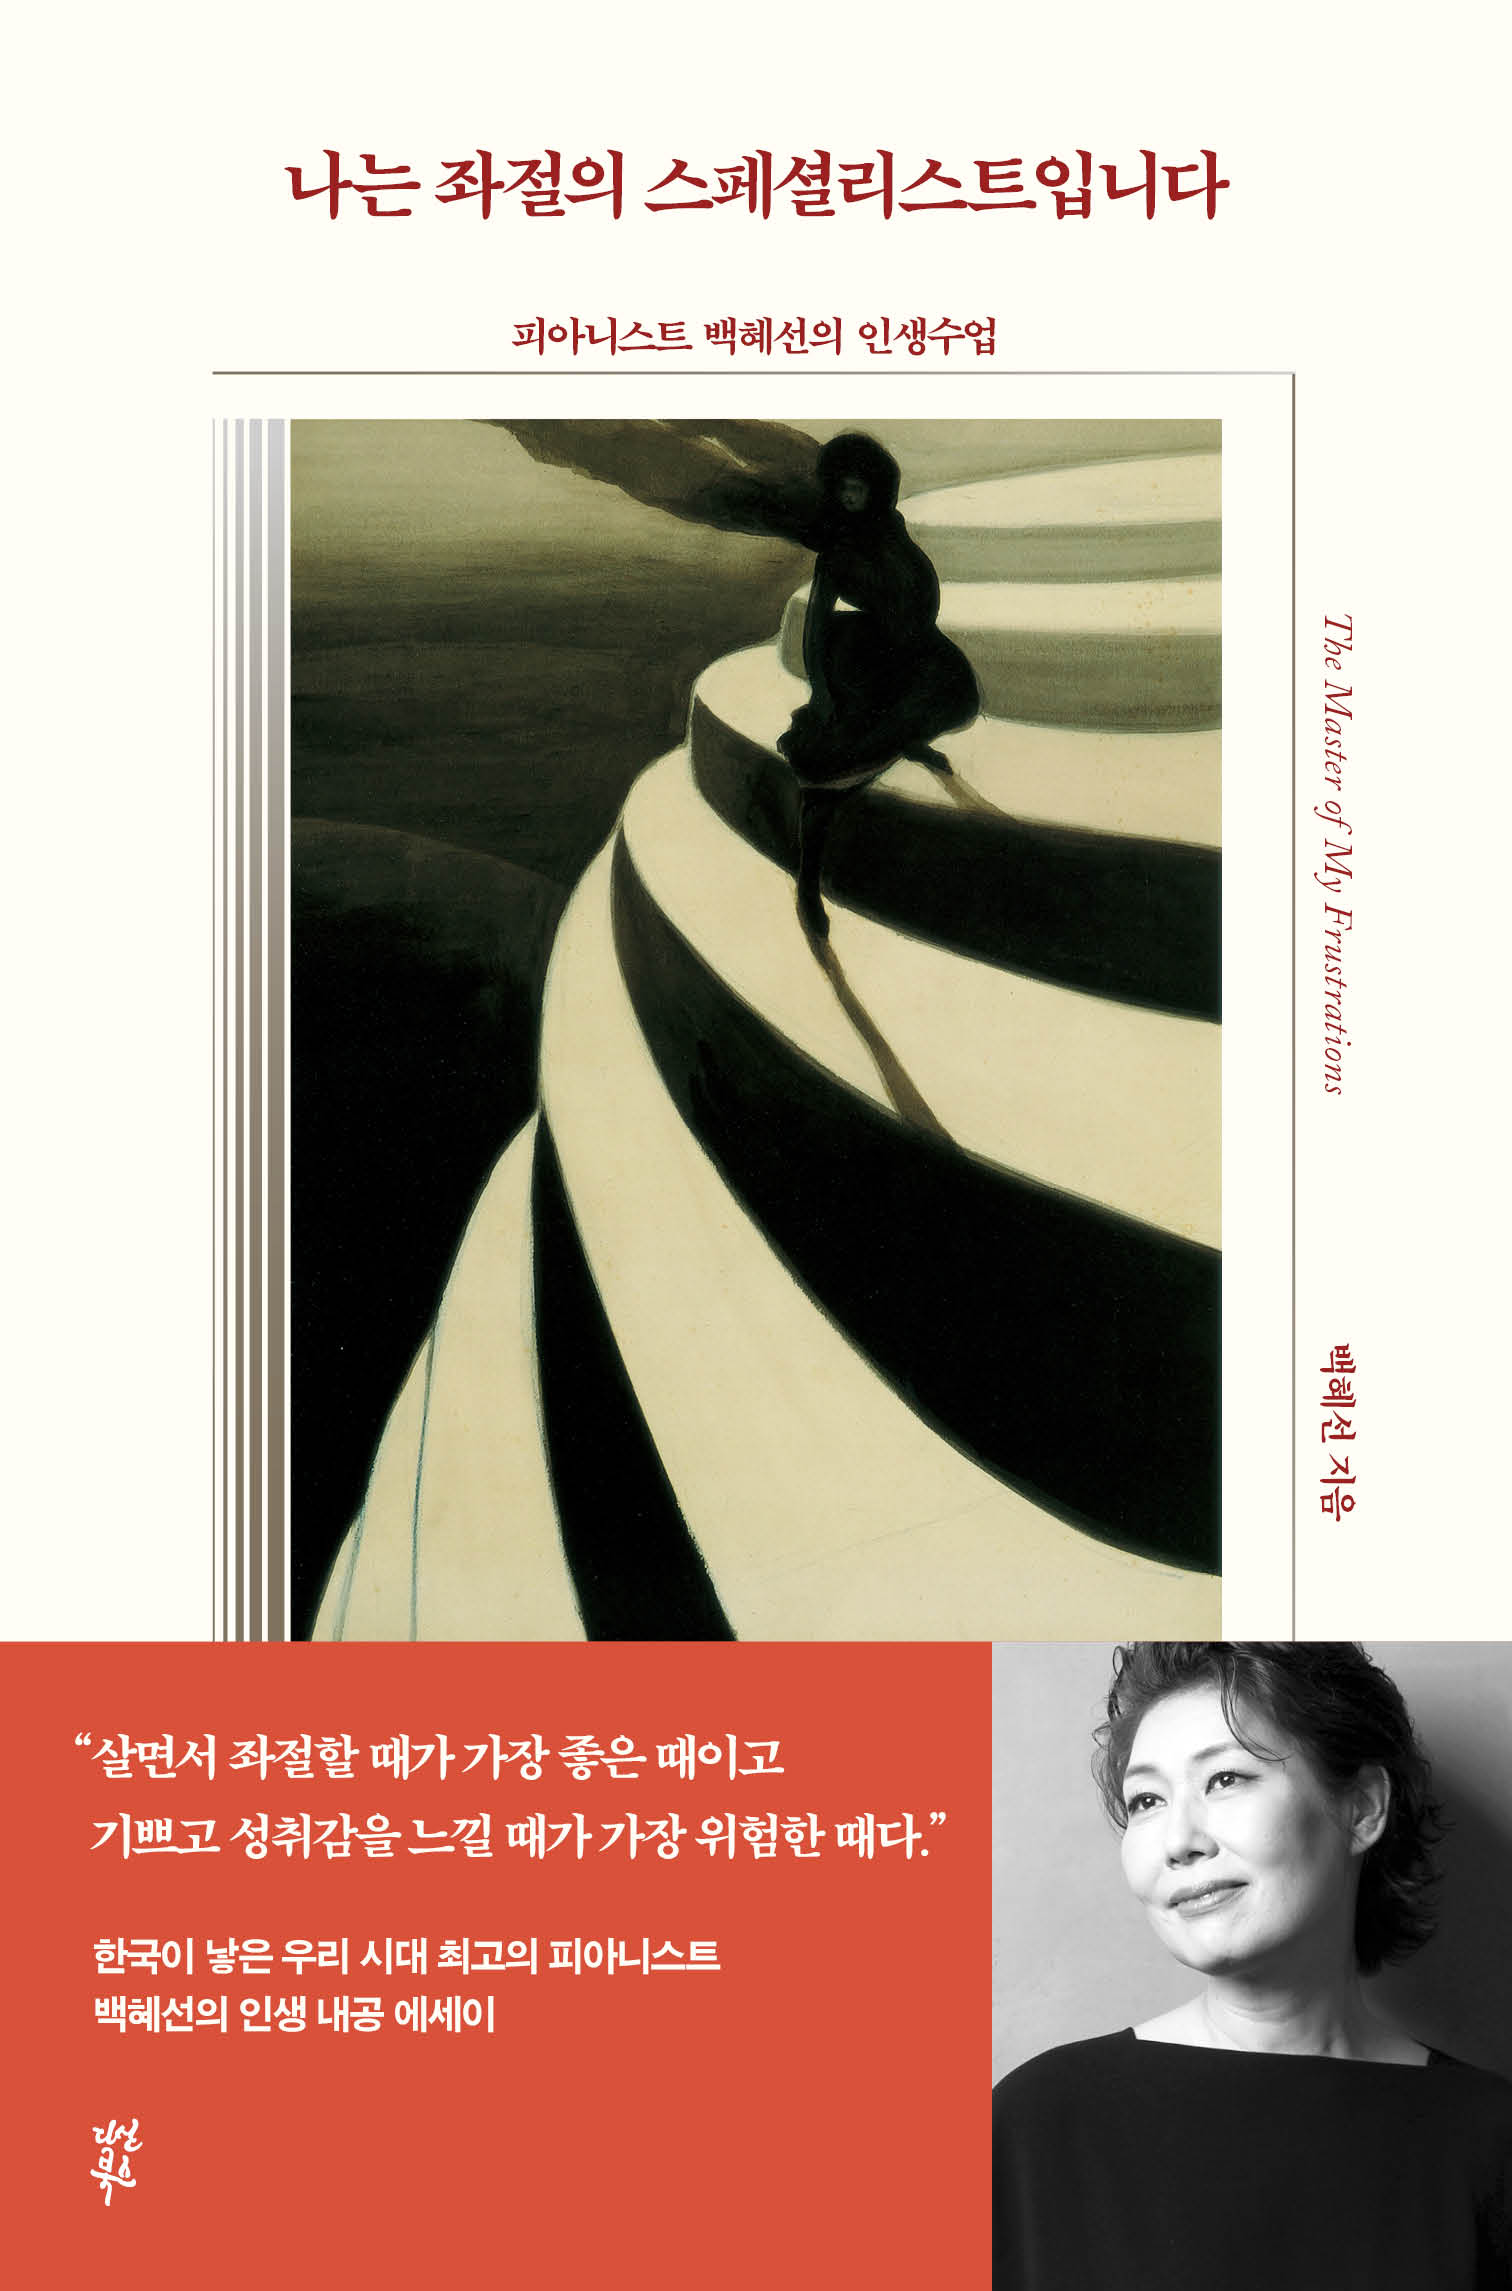 나는 좌절의 스페셜리스트입니다
피아니스트 백혜선의 인생수업
The Master of My Frustrations
백혜선 지음
“살면서 좌절할 때가 가장 좋은 때이고
기쁘고 성취감을 느낄 때가 가장 위험한 때다.”
한국이 낳은 우리 시대 최고의 피아니스트
백혜선의 인생 내공 에세이
다산
북스